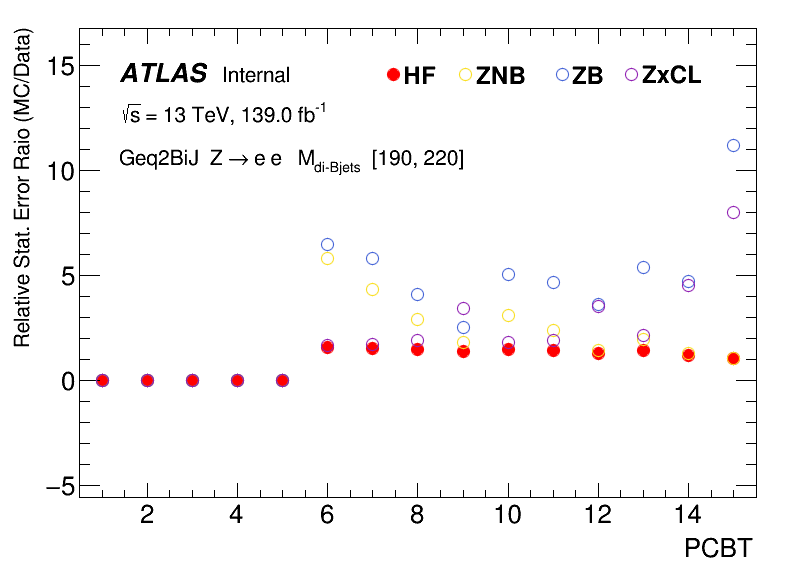 Relative Stat. Error Raio (MC/Data)
ATLAS Internal
HF ZNB ZB ZxCL
√s = 13 TeV, 139.0 fb⁻¹
Geq2BiJ Z → e e M_di-Bjets [190, 220]
15
10
5
0
−5
2 4 6 8 10 12 14
PCBT